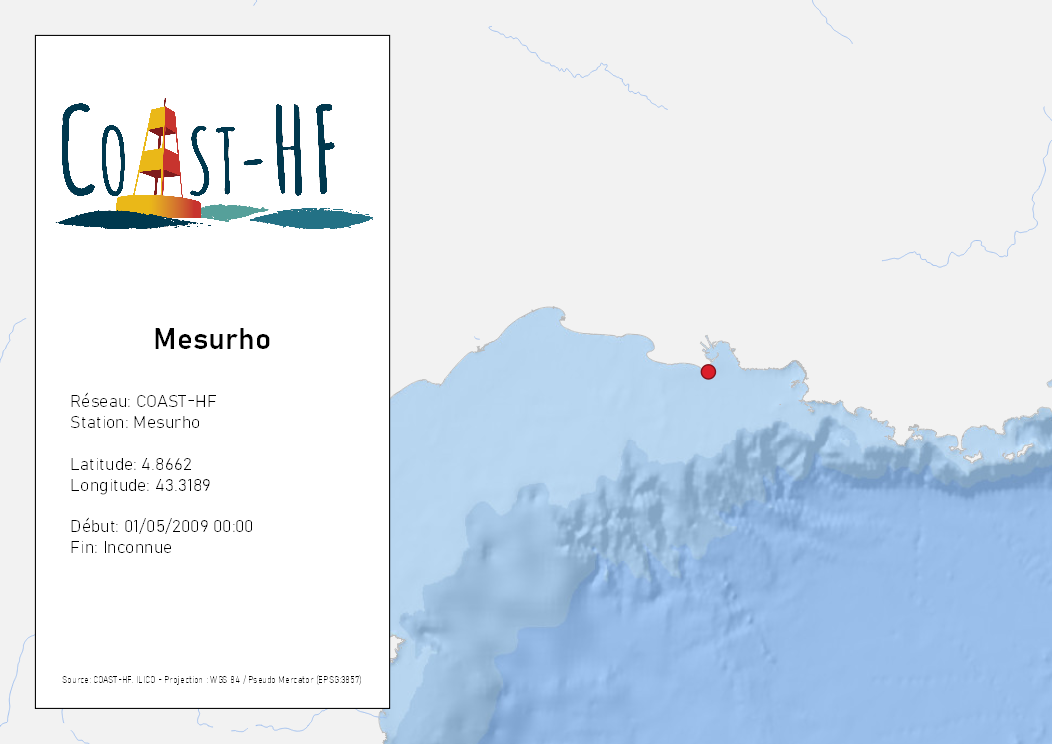 COAST-HF
Mesurho
Réseau: COAST-HF
Station: Mesurho
Latitude: 4.8662
Longitude: 43.3189
Début: 01/05/2009 00:00
Fin: Inconnue
Source: COAST-HF, ILICO - Projection : WGS 84 / Pseudo Mercator (EPSG:3857)